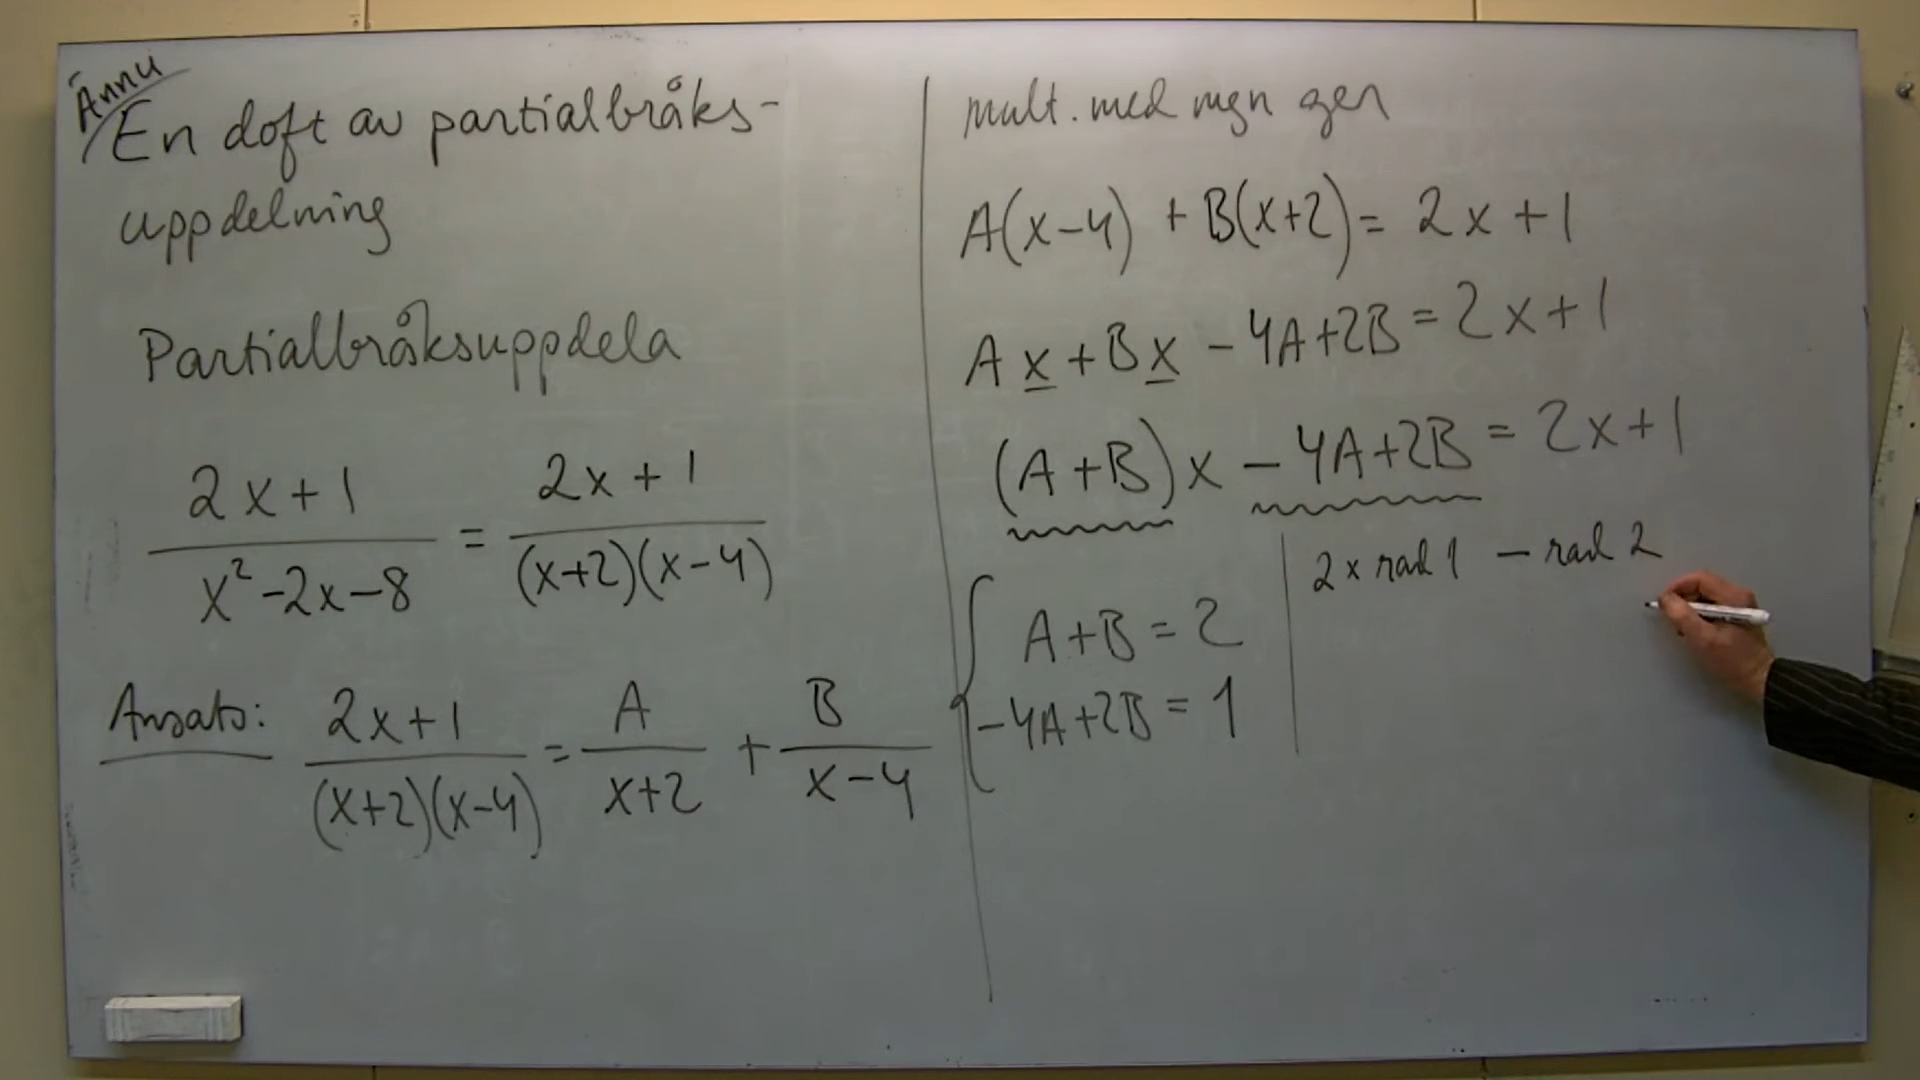 Ännu
En doft av partialbråks-
uppdelning
Partialbråksuppdela
2x+1 / x²-2x-8 = 2x+1 / (x+2)(x-4)
Ansats: 2x+1 / (x+2)(x-4) = A / x+2 + B / x-4
mult. med mgn ger
A(x-4) + B(x+2) = 2x+1
Ax+Bx-4A+2B=2x+1
(A+B)x-4A+2B=2x+1
A+B=2
-4A+2B=1
2x rad 1 - rad 2